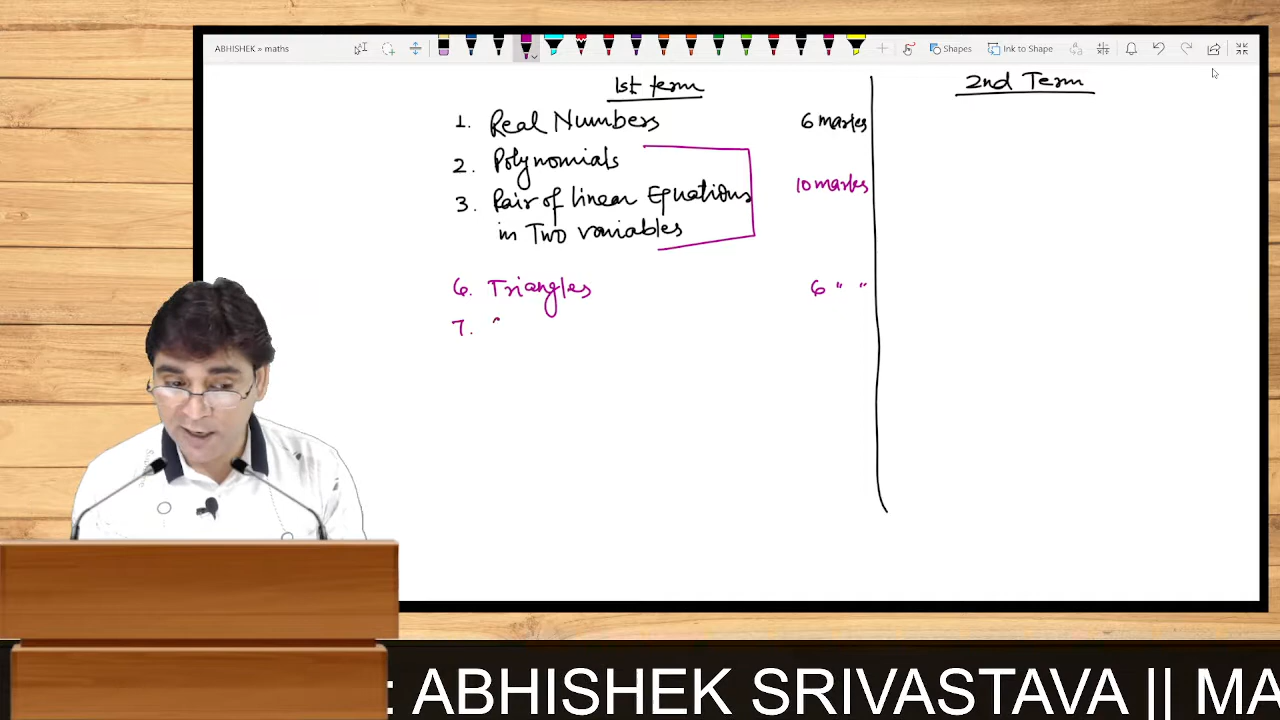 ABHISHEK » maths
Shapes
Ink to Shape
1st term
2nd Term
1. Real Numbers 6 marks
2. Polynomials
10 marks
3. Pair of linear Equations
in Two variables
6. Triangles 6 " "
7.
: ABHISHEK SRIVASTAVA || MA